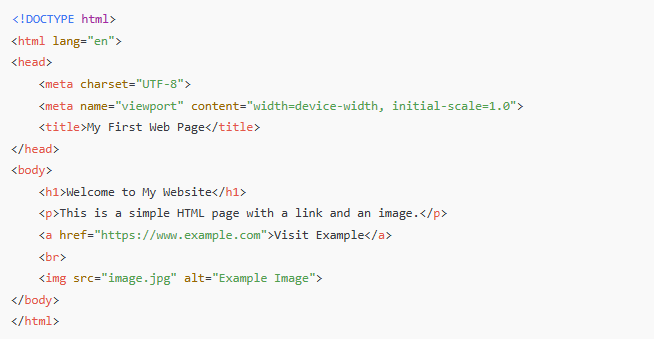 <!DOCTYPE html>
<html lang="en">
<head>
    <meta charset="UTF-8">
    <meta name="viewport" content="width=device-width, initial-scale=1.0">
    <title>My First Web Page</title>
</head>
<body>
    <h1>Welcome to My Website</h1>
    <p>This is a simple HTML page with a link and an image.</p>
    <a href="https://www.example.com">Visit Example</a>
    <br>
    <img src="image.jpg" alt="Example Image">
</body>
</html>